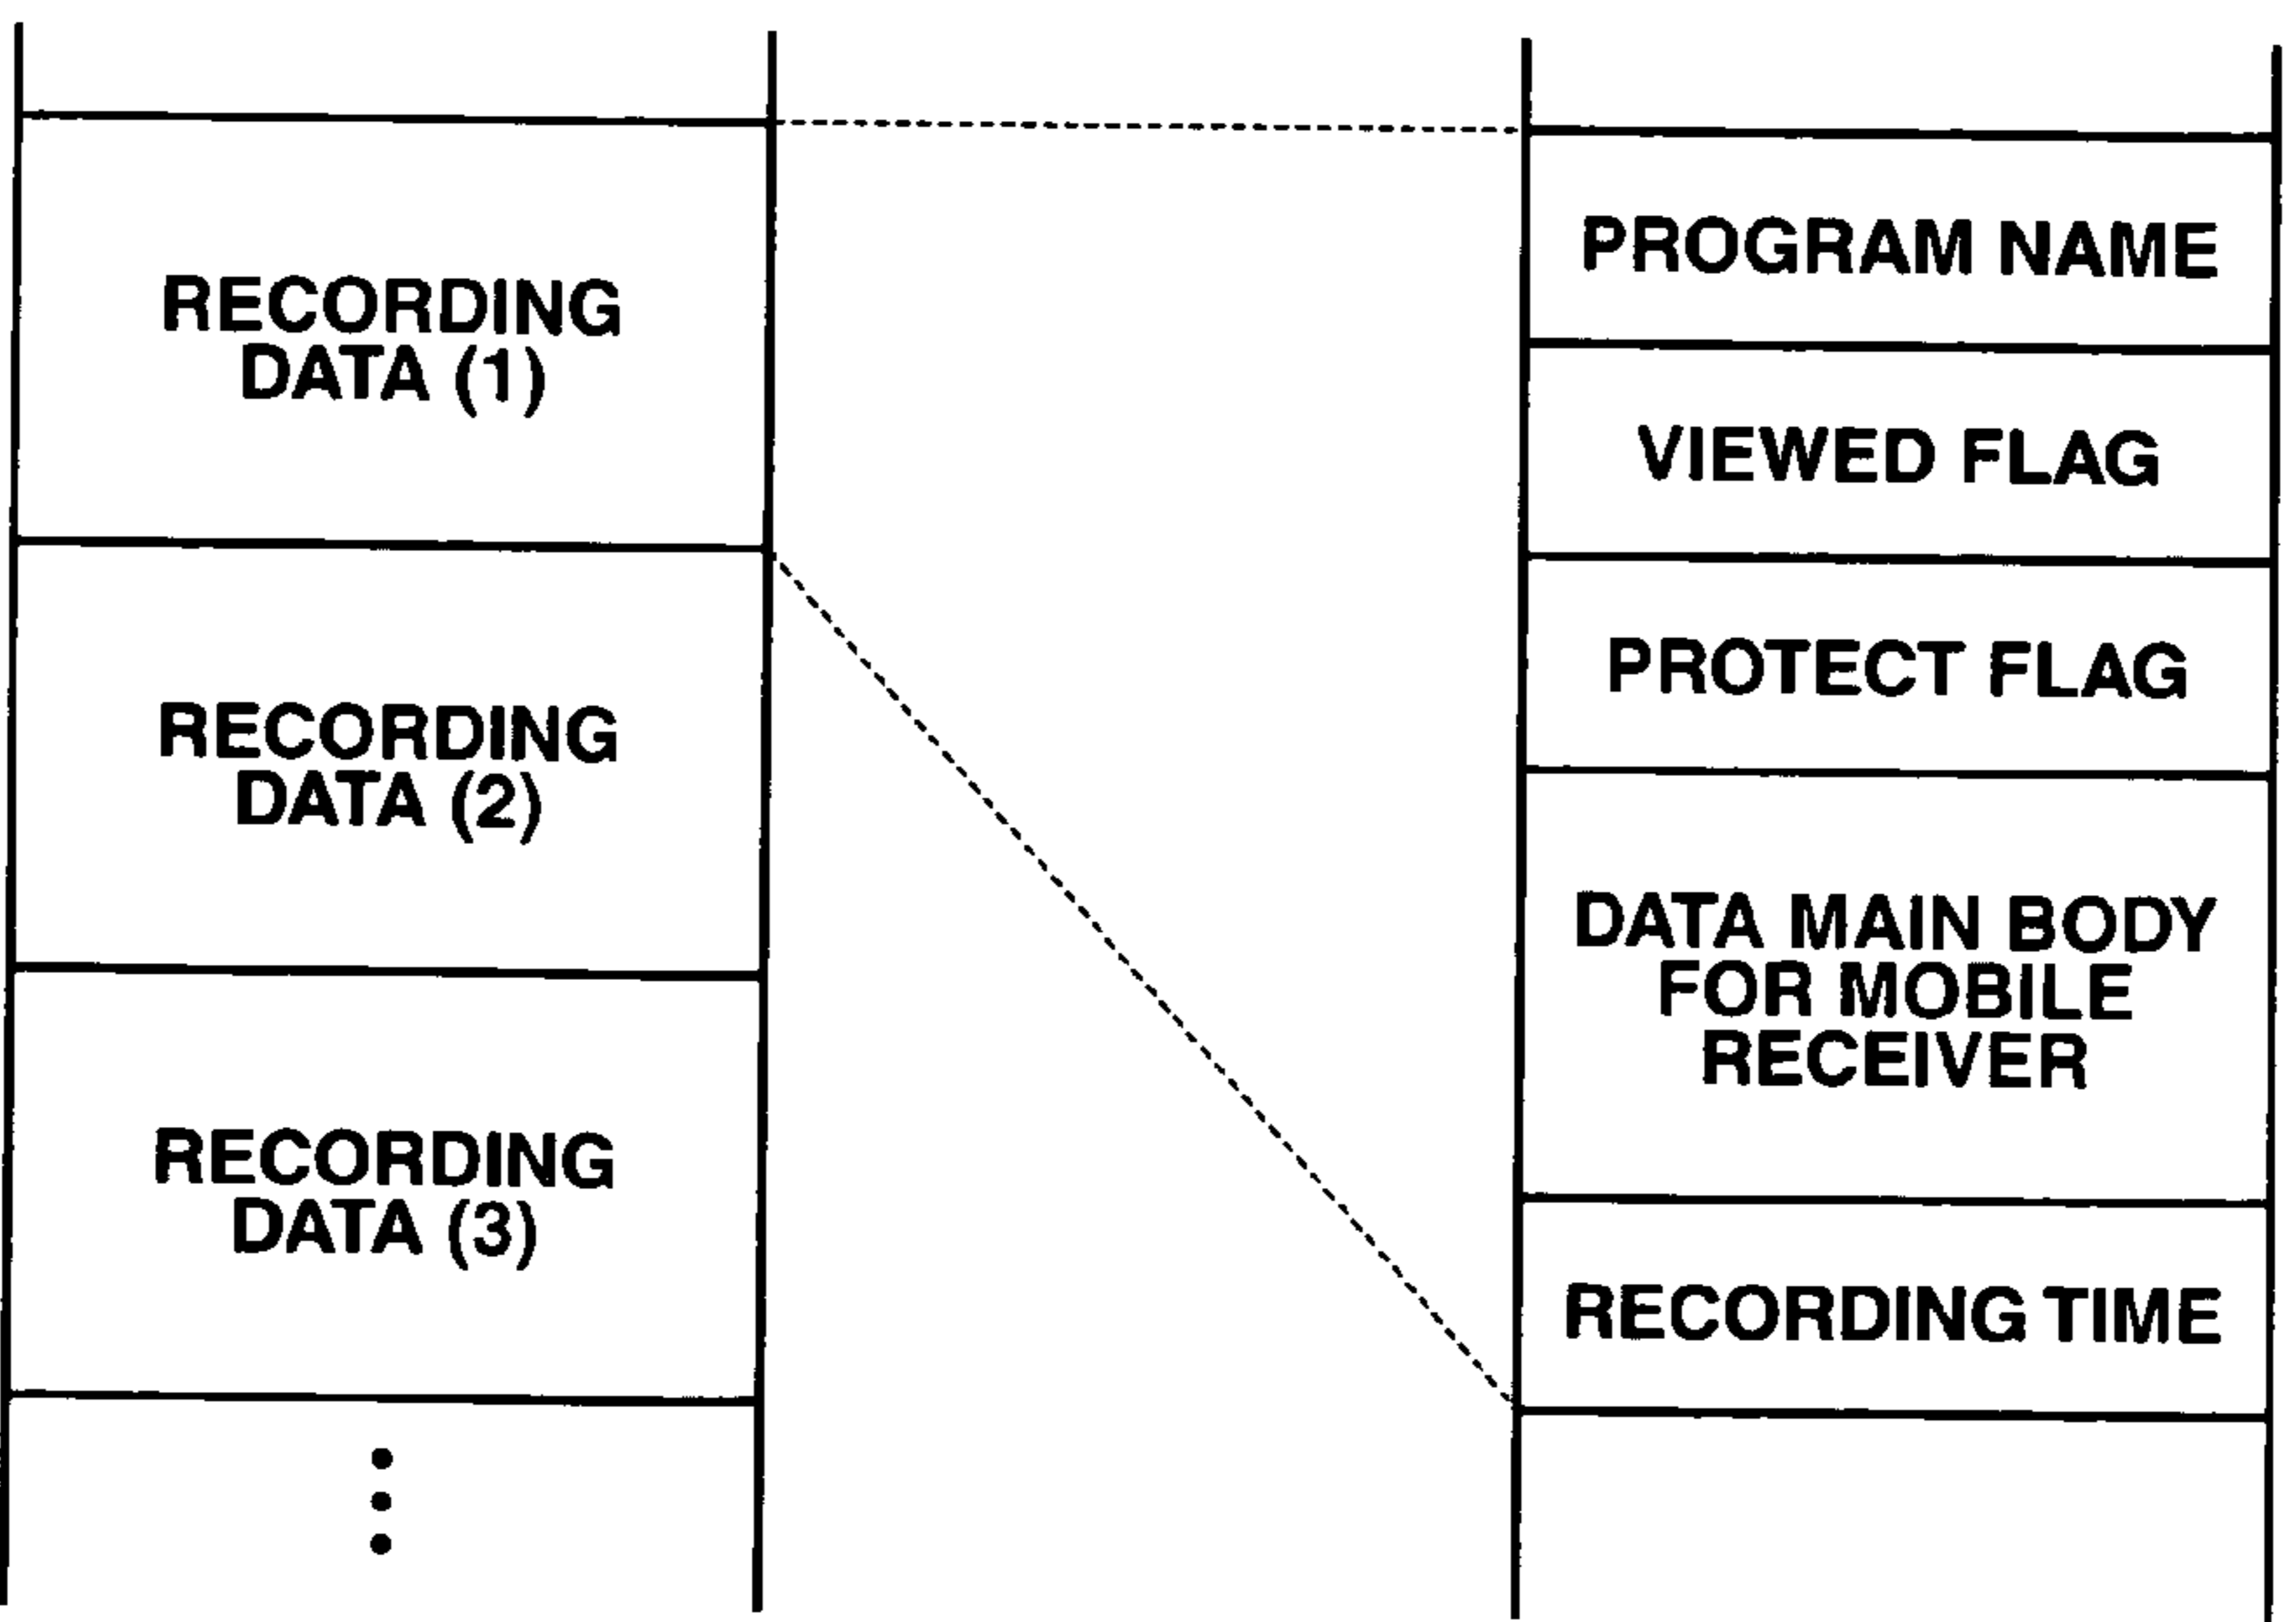 RECORDING
DATA (1)
RECORDING
DATA (2)
RECORDING
DATA (3)
PROGRAM NAME
VIEWED FLAG
PROTECT FLAG
DATA MAIN BODY
FOR MOBILE
RECEIVER
RECORDING TIME